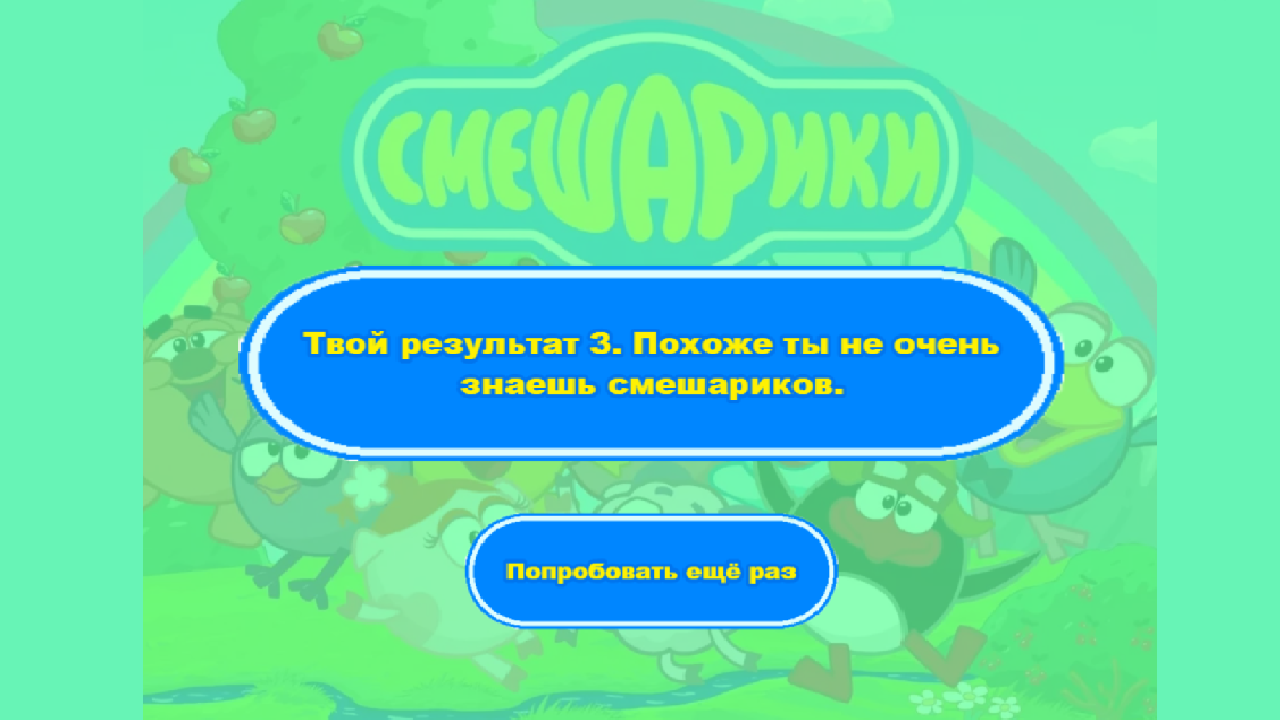 СМЕШАРИКИ
Твой результат 3. Похоже ты не очень
знаешь смешариков.
Попробовать ещё раз